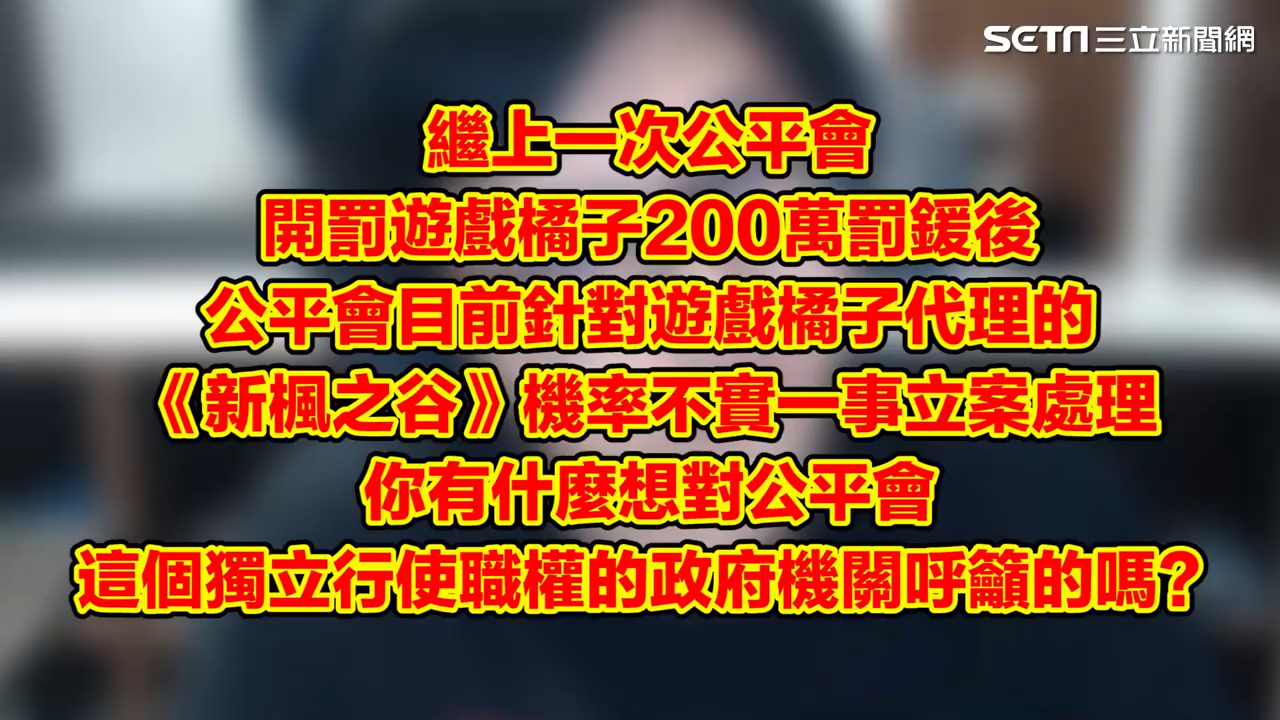 SETN三立新聞網
繼上一次公平會
開罰遊戲橘子200萬罰鍰後
公平會目前針對遊戲橘子代理的
《新楓之谷》機率不實一事立案處理
你有什麼想對公平會
這個獨立行使職權的政府機關呼籲的嗎?